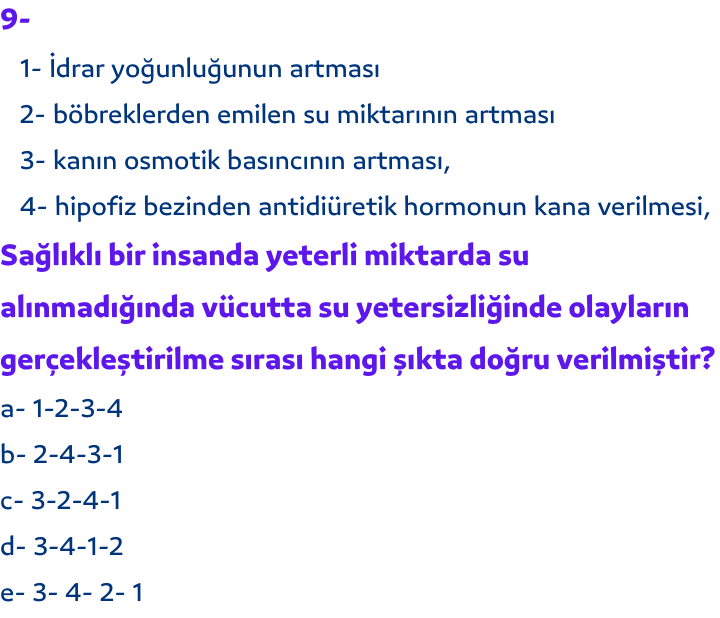 9-
1- İdrar yoğunluğunun artması
2- böbreklerden emilen su miktarının artması
3- kanın osmotik basıncının artması,
4- hipofiz bezinden antidiüretik hormonun kana verilmesi,
Sağlıklı bir insanda yeterli miktarda su
alınmadığında vücutta su yetersizliğinde olayların
gerçekleştirilme sırası hangi şıkta doğru verilmiştir?
a- 1-2-3-4
b- 2-4-3-1
c- 3-2-4-1
d- 3-4-1-2
e- 3- 4- 2- 1